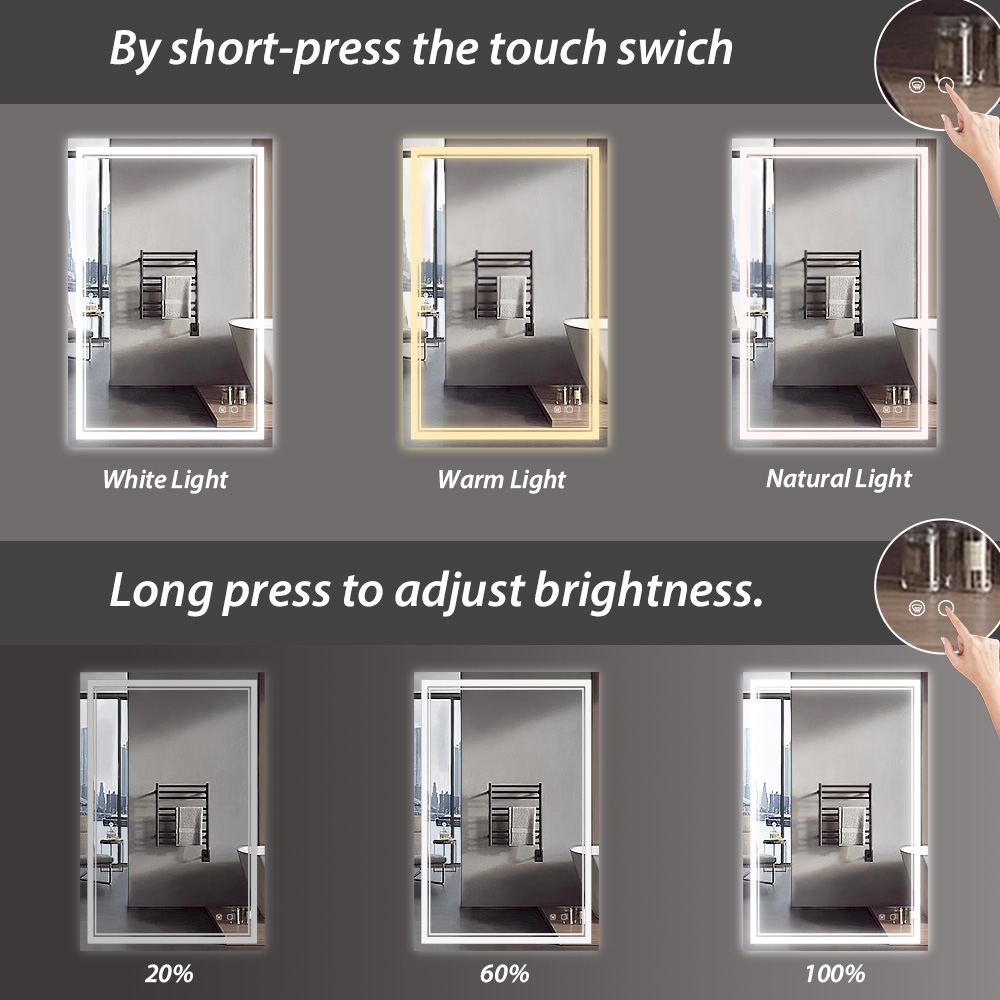 By short-press the touch swich
White Light
Warm Light
Natural Light
Long press to adjust brightness.
20%
60%
100%